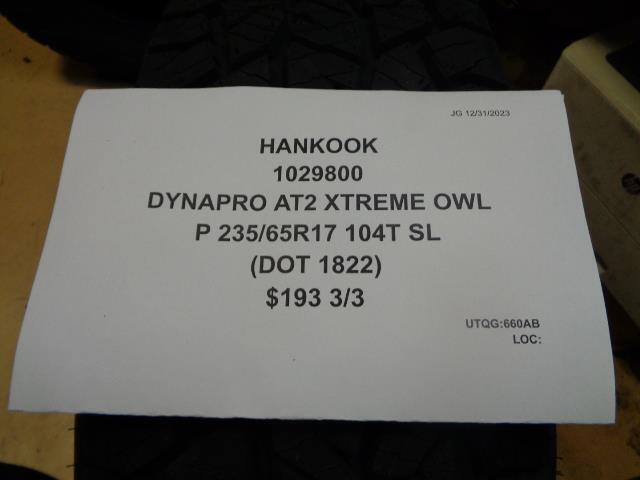 JG 12/31/2023
HANKOOK
1029800
DYNAPRO AT2 XTREME OWL
P 235/65R17 104T SL
(DOT 1822)
$193 3/3
UTQG:660AB
LOC: